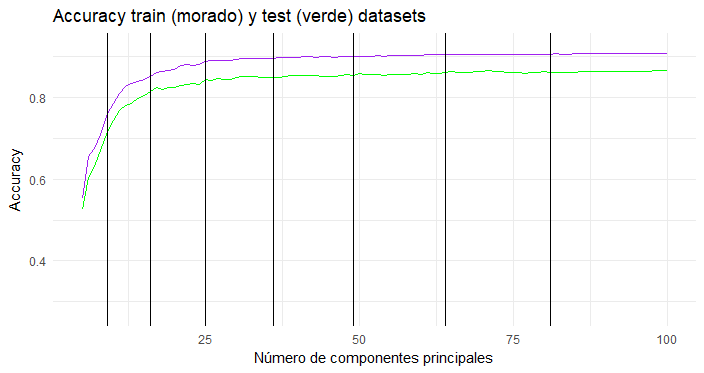 Accuracy train (morado) y test (verde) datasets
Accuracy
0.8
0.6
0.4
25
50
75
100
Número de componentes principales